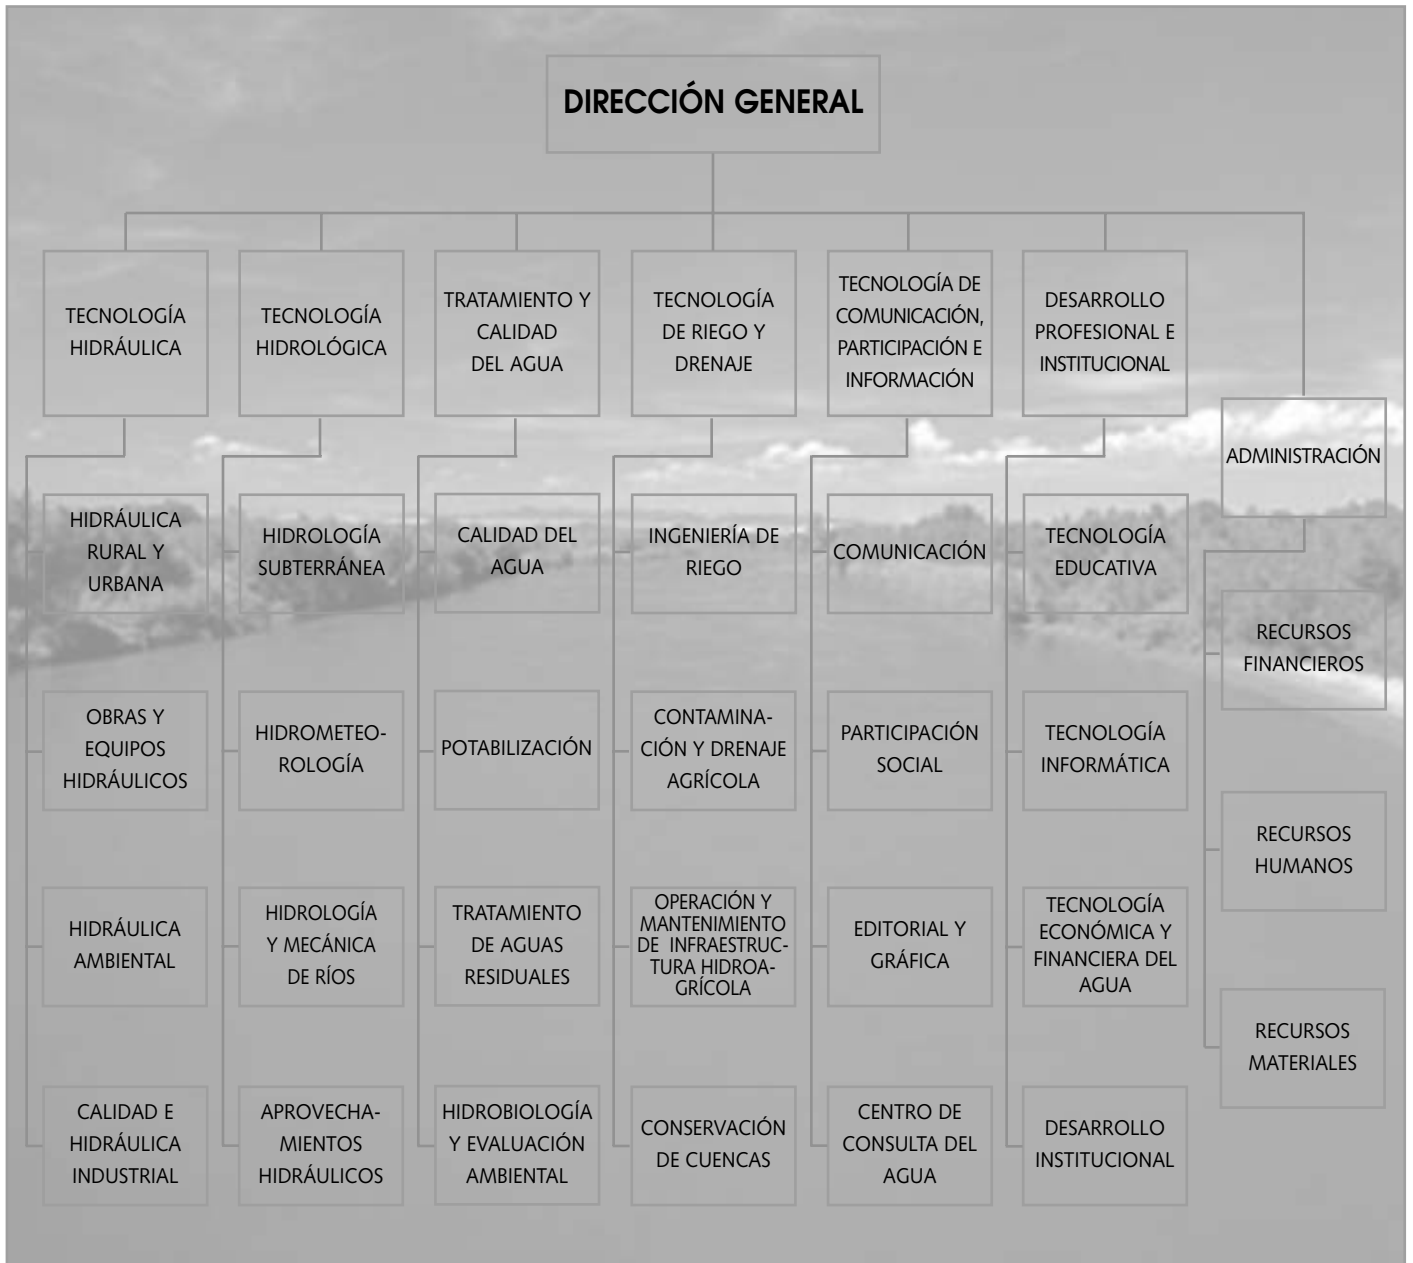 DIRECCIÓN GENERAL
TECNOLOGÍA
HIDRÁULICA
TECNOLOGÍA
HIDROLÓGICA
TRATAMIENTO Y
CALIDAD
DEL AGUA
TECNOLOGÍA
DE RIEGO Y
DRENAJE
TECNOLOGÍA DE
COMUNICACIÓN,
PARTICIPACIÓN E
INFORMACIÓN
DESARROLLO
PROFESIONAL E
INSTITUCIONAL
ADMINISTRACIÓN
HIDRÁULICA
RURAL Y
URBANA
HIDROLOGÍA
SUBTERRÁNEA
CALIDAD DEL
AGUA
INGENIERÍA DE
RIEGO
COMUNICACIÓN
TECNOLOGÍA
EDUCATIVA
RECURSOS
FINANCIEROS
OBRAS Y
EQUIPOS
HIDRÁULICOS
HIDROMETEO-
ROLOGÍA
POTABILIZACIÓN
CONTAMINA-
CIÓN Y DRENAJE
AGRÍCOLA
PARTICIPACIÓN
SOCIAL
TECNOLOGÍA
INFORMÁTICA
RECURSOS
HUMANOS
HIDRÁULICA
AMBIENTAL
HIDROLOGÍA
Y MECÁNICA
DE RÍOS
TRATAMIENTO
DE AGUAS
RESIDUALES
OPERACIÓN Y
MANTENIMIENTO
DE INFRAESTRUC-
TURA HIDROA-
GRÍCOLA
EDITORIAL Y
GRÁFICA
TECNOLOGÍA
ECONÓMICA Y
FINANCIERA DEL
AGUA
RECURSOS
MATERIALES
CALIDAD E
HIDRÁULICA
INDUSTRIAL
APROVECHA-
MIENTOS
HIDRÁULICOS
HIDROBIOLOGÍA
Y EVALUACIÓN
AMBIENTAL
CONSERVACIÓN
DE CUENCAS
CENTRO DE
CONSULTA DEL
AGUA
DESARROLLO
INSTITUCIONAL